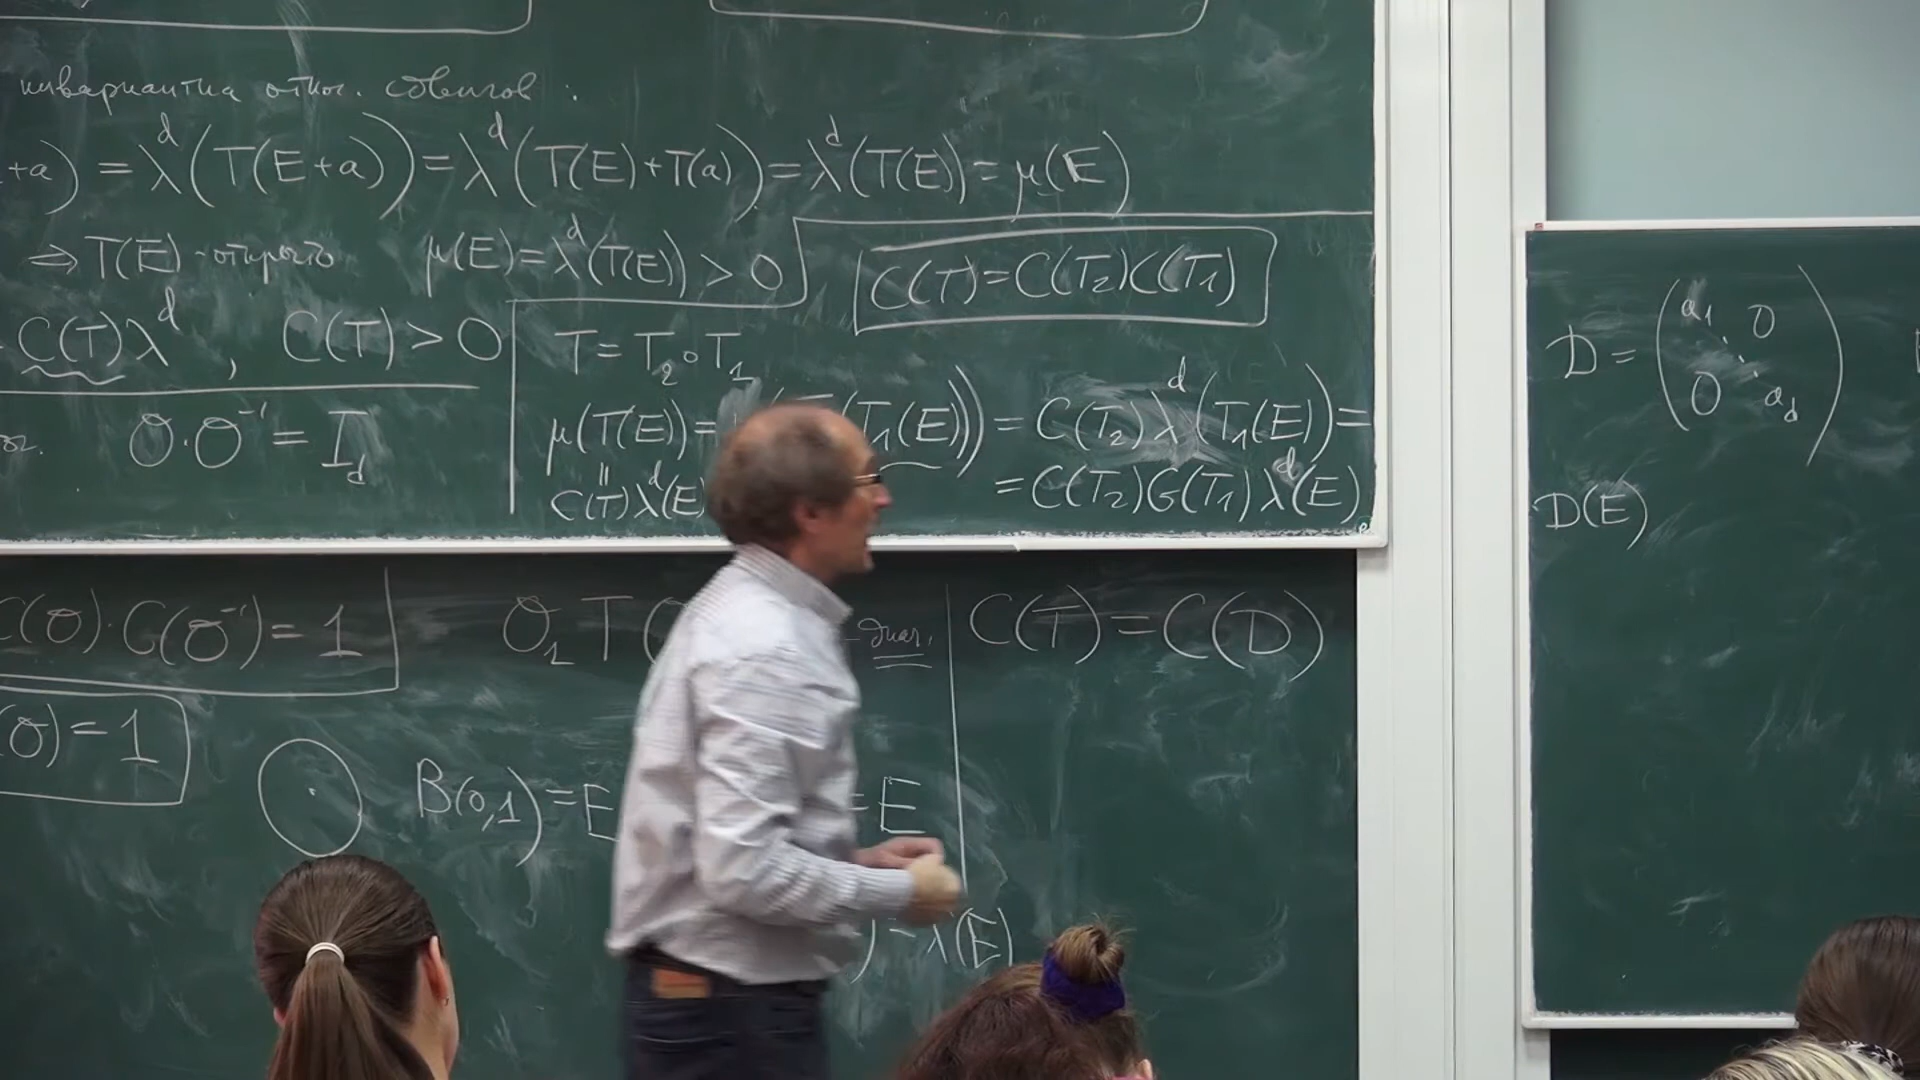 инвариантна относ. сдвигов :
+a) = λ^d(T(E+a)) = λ^d(T(E)+T(a)) = λ^d(T(E)) = μ(E)
⇒ T(E) - открыто μ(E) = λ^d(T(E)) > 0
C(T) = C(T₂)C(T₁)
C(T)λ^d , C(T) > 0
T = T₂∘T₁
O·O⁻¹ = I_d
μ(T(E)) = (T₁(E))) = C(T₂)λ^d(T₁(E)) =
C(T)λ^d(E) = C(T₂)C(T₁)λ^d(E)
C(O)·C(O⁻¹) = 1
(O) = 1
O₁ T
- диаг.
B(0,1) = E
= E
) = λ(E)
C(T) = C(D)
D = ( a₁ 0
0 a_d )
D(E)